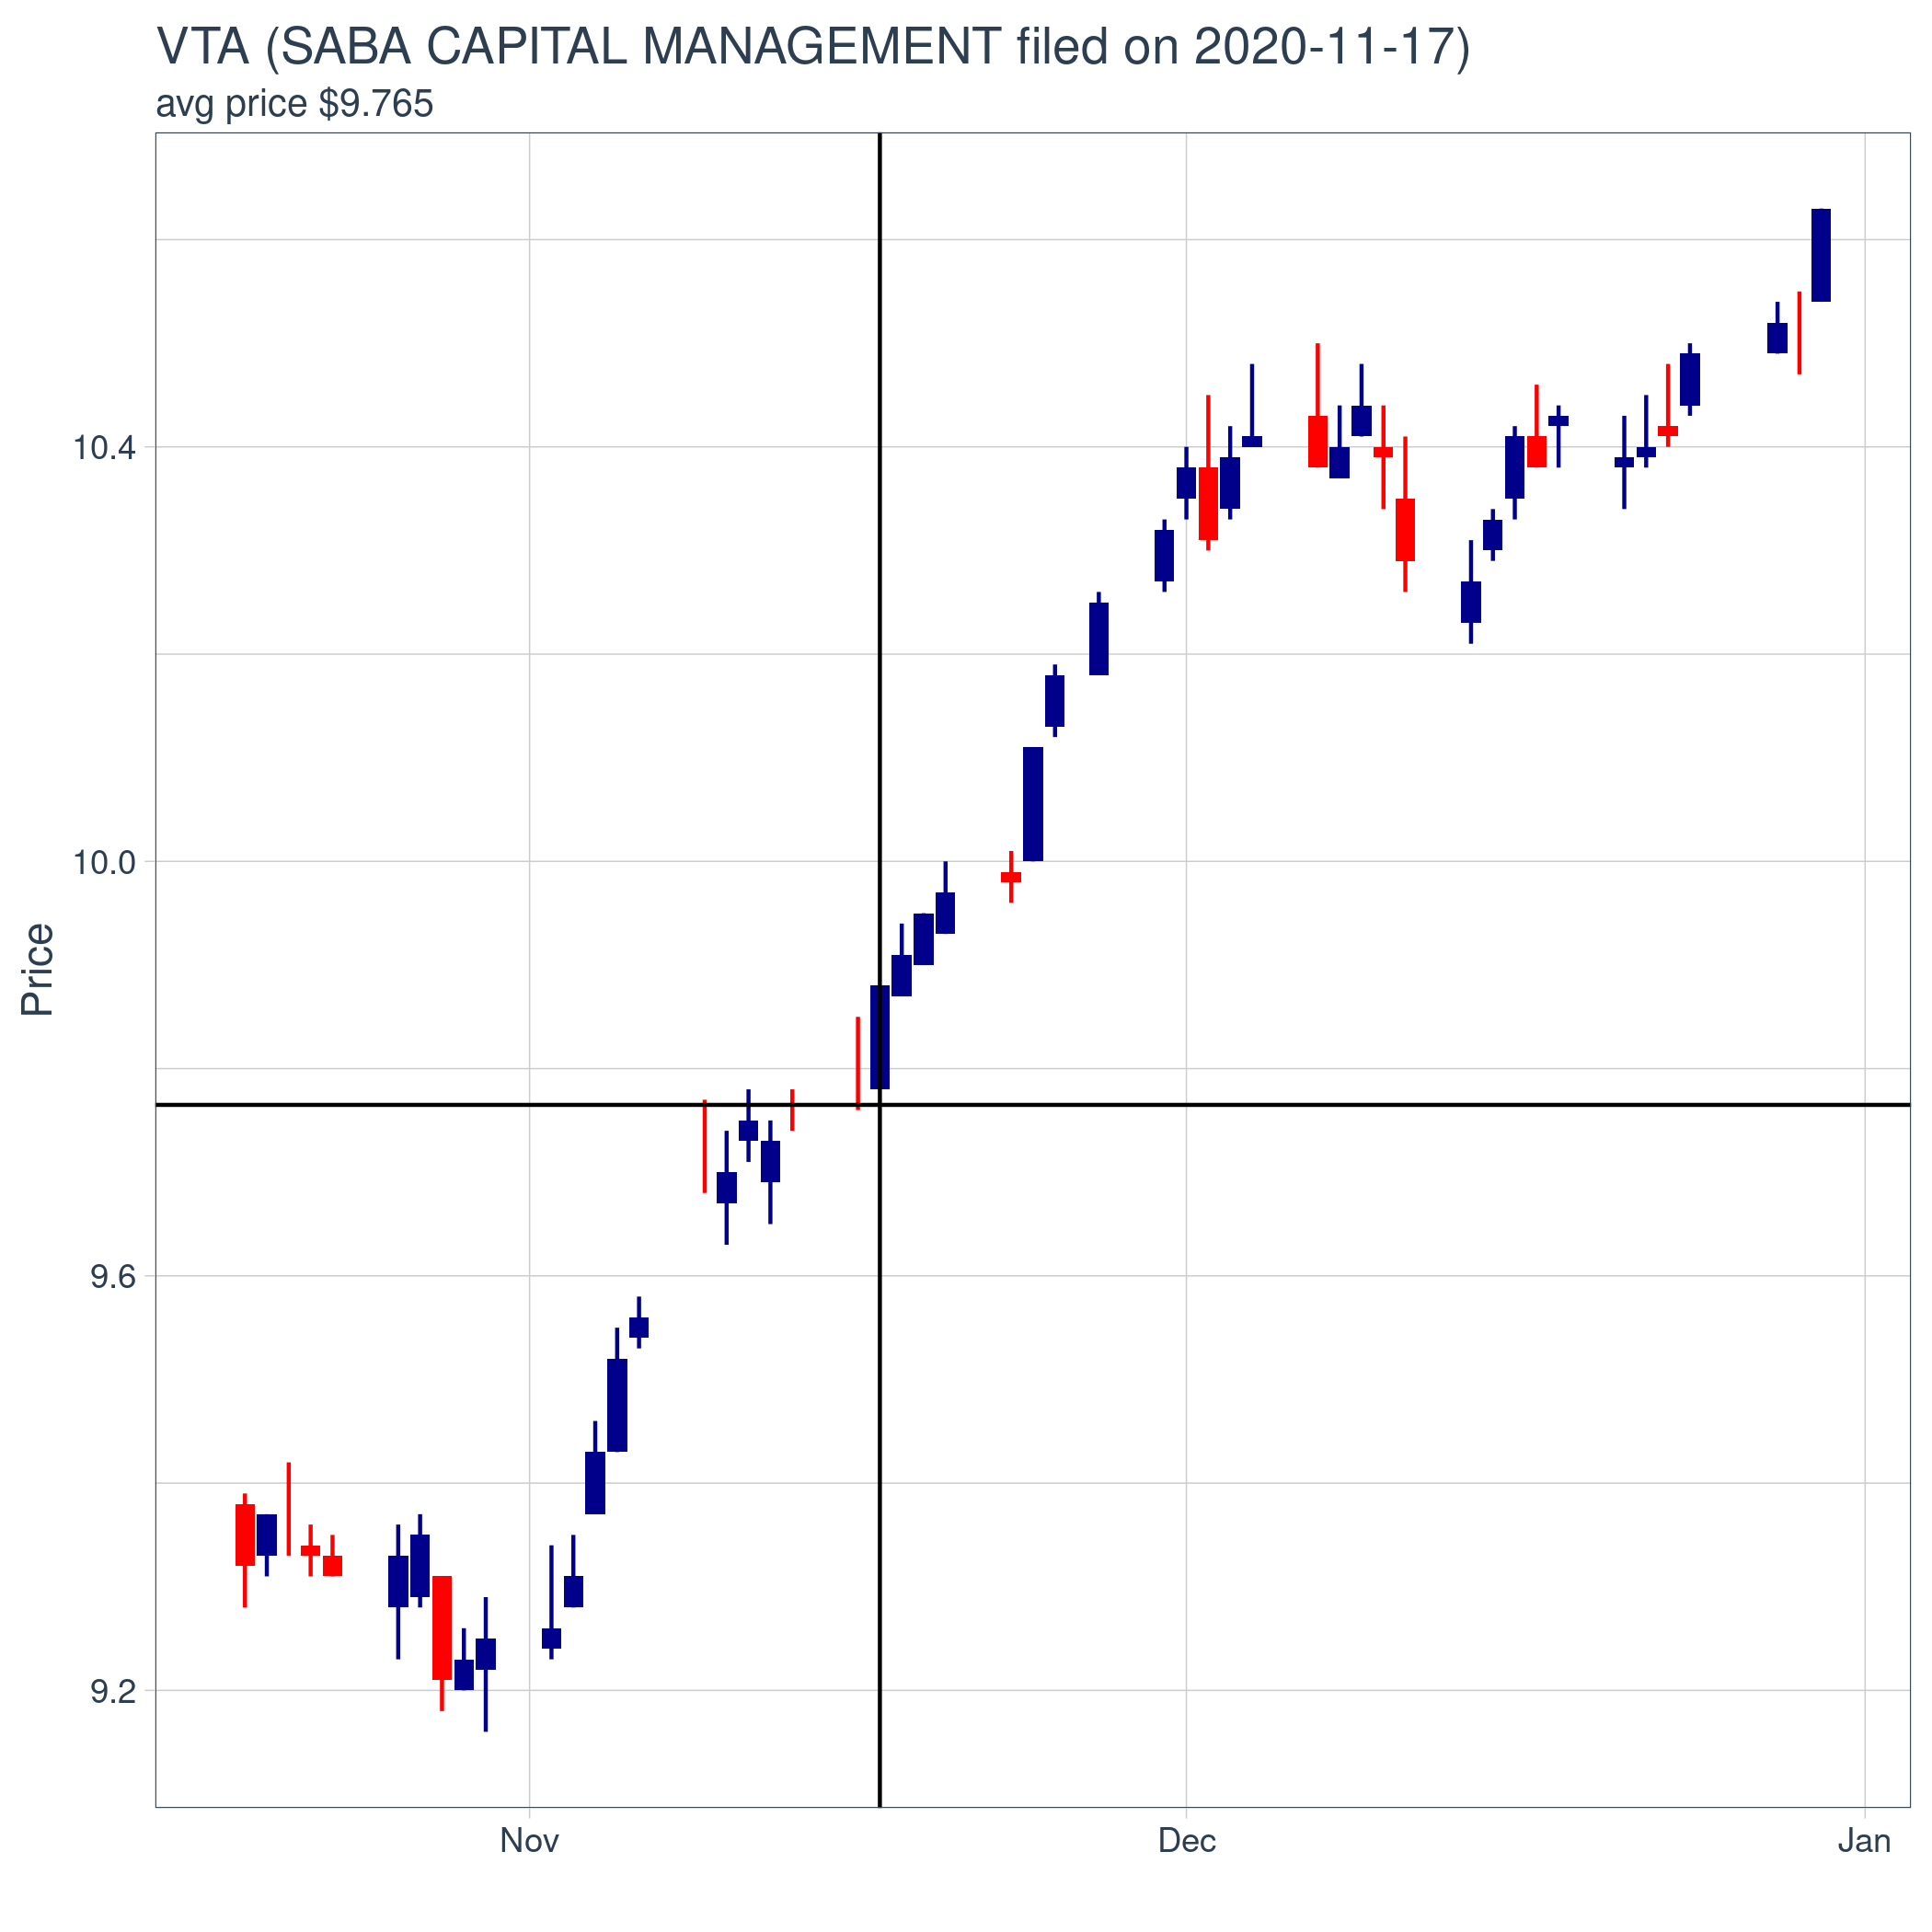 VTA (SABA CAPITAL MANAGEMENT filed on 2020-11-17)
avg price $9.765
Price
10.4
10.0
9.6
9.2
Nov
Dec
Jan